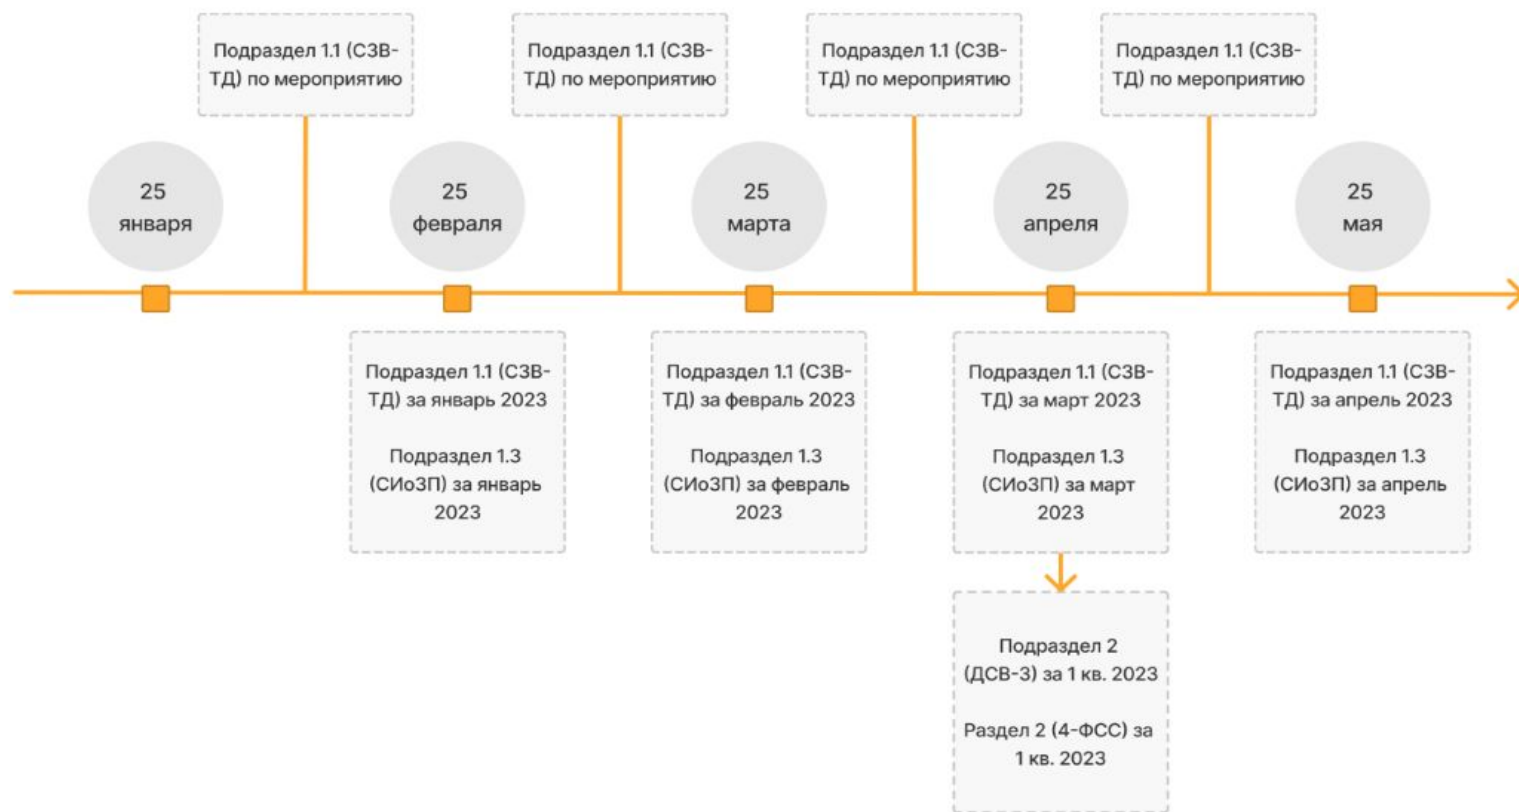 Подраздел 1.1 (СЗВ-
ТД) по мероприятию
Подраздел 1.1 (СЗВ-
ТД) по мероприятию
Подраздел 1.1 (СЗВ-
ТД) по мероприятию
Подраздел 1.1 (СЗВ-
ТД) по мероприятию
25
января
25
февраля
25
марта
25
апреля
25
мая
Подраздел 1.1 (СЗВ-
ТД) за январь 2023
Подраздел 1.3
(СИоЗП) за январь
2023
Подраздел 1.1 (СЗВ-
ТД) за февраль 2023
Подраздел 1.3
(СИоЗП) за февраль
2023
Подраздел 1.1 (СЗВ-
ТД) за март 2023
Подраздел 1.3
(СИоЗП) за март
2023
Подраздел 1.1 (СЗВ-
ТД) за апрель 2023
Подраздел 1.3
(СИоЗП) за апрель
2023
Подраздел 2
(ДСВ-3) за 1 кв. 2023
Раздел 2 (4-ФСС) за
1 кв. 2023